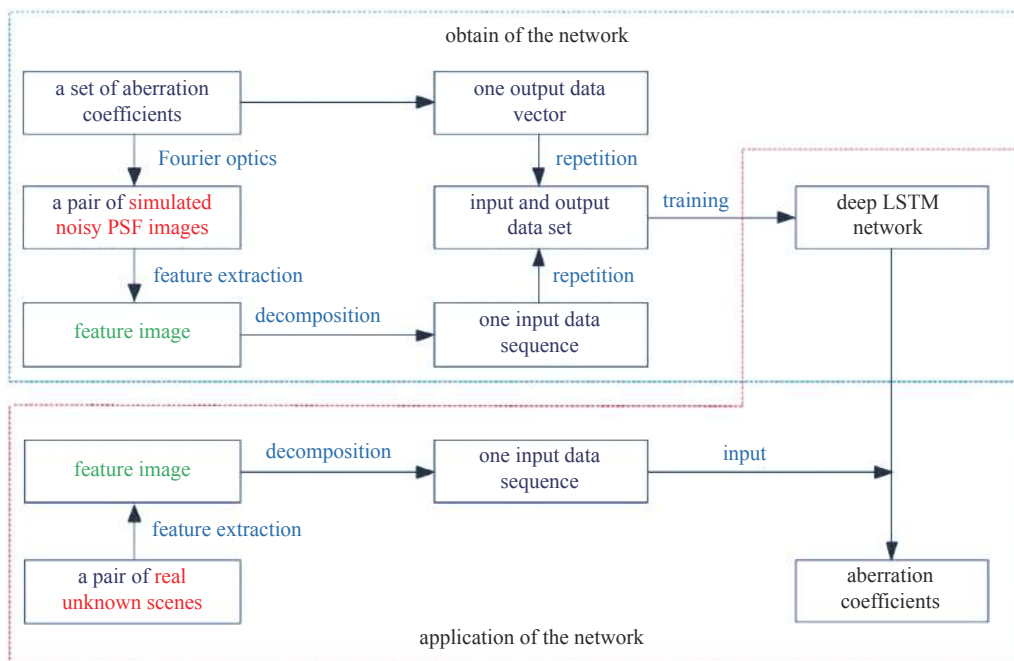 obtain of the network
a set of aberration
coefficients
one output data
vector
Fourier optics
repetition
a pair of simulated
noisy PSF images
input and output
data set
training
deep LSTM
network
feature extraction
repetition
feature image
decomposition
one input data
sequence
feature image
decomposition
one input data
sequence
input
feature extraction
a pair of real
unknown scenes
aberration
coefficients
application of the network